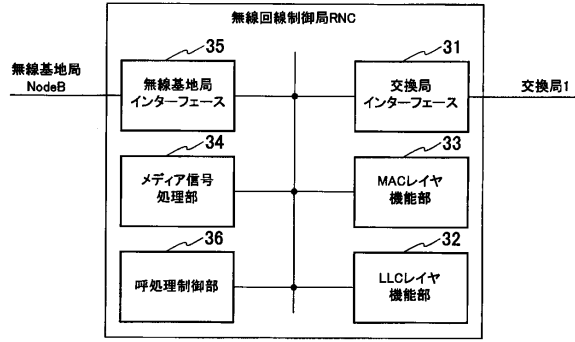 無線回線制御局RNC
35
31
無線基地局
NodeB
無線基地局
インターフェース
交換局
インターフェース
交換局1
34
33
メディア信号
処理部
MACレイヤ
機能部
36
32
呼処理制御部
LLCレイヤ
機能部